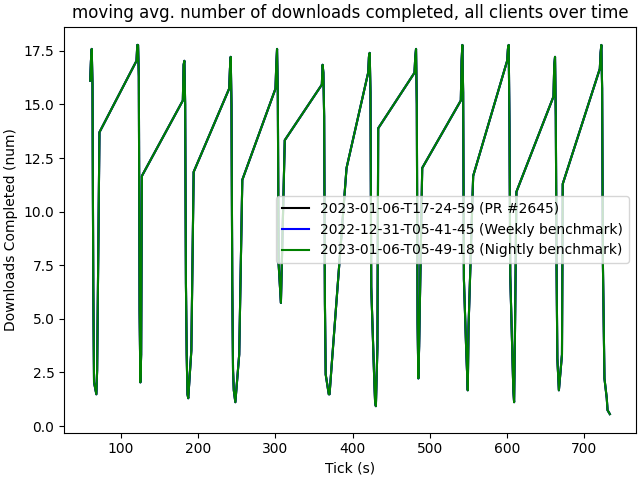 moving avg. number of downloads completed, all clients over time
Downloads Completed (num)
17.5
15.0
12.5
10.0
7.5
5.0
2.5
0.0
2023-01-06-T17-24-59 (PR #2645)
2022-12-31-T05-41-45 (Weekly benchmark)
2023-01-06-T05-49-18 (Nightly benchmark)
100 200 300 400 500 600 700
Tick (s)